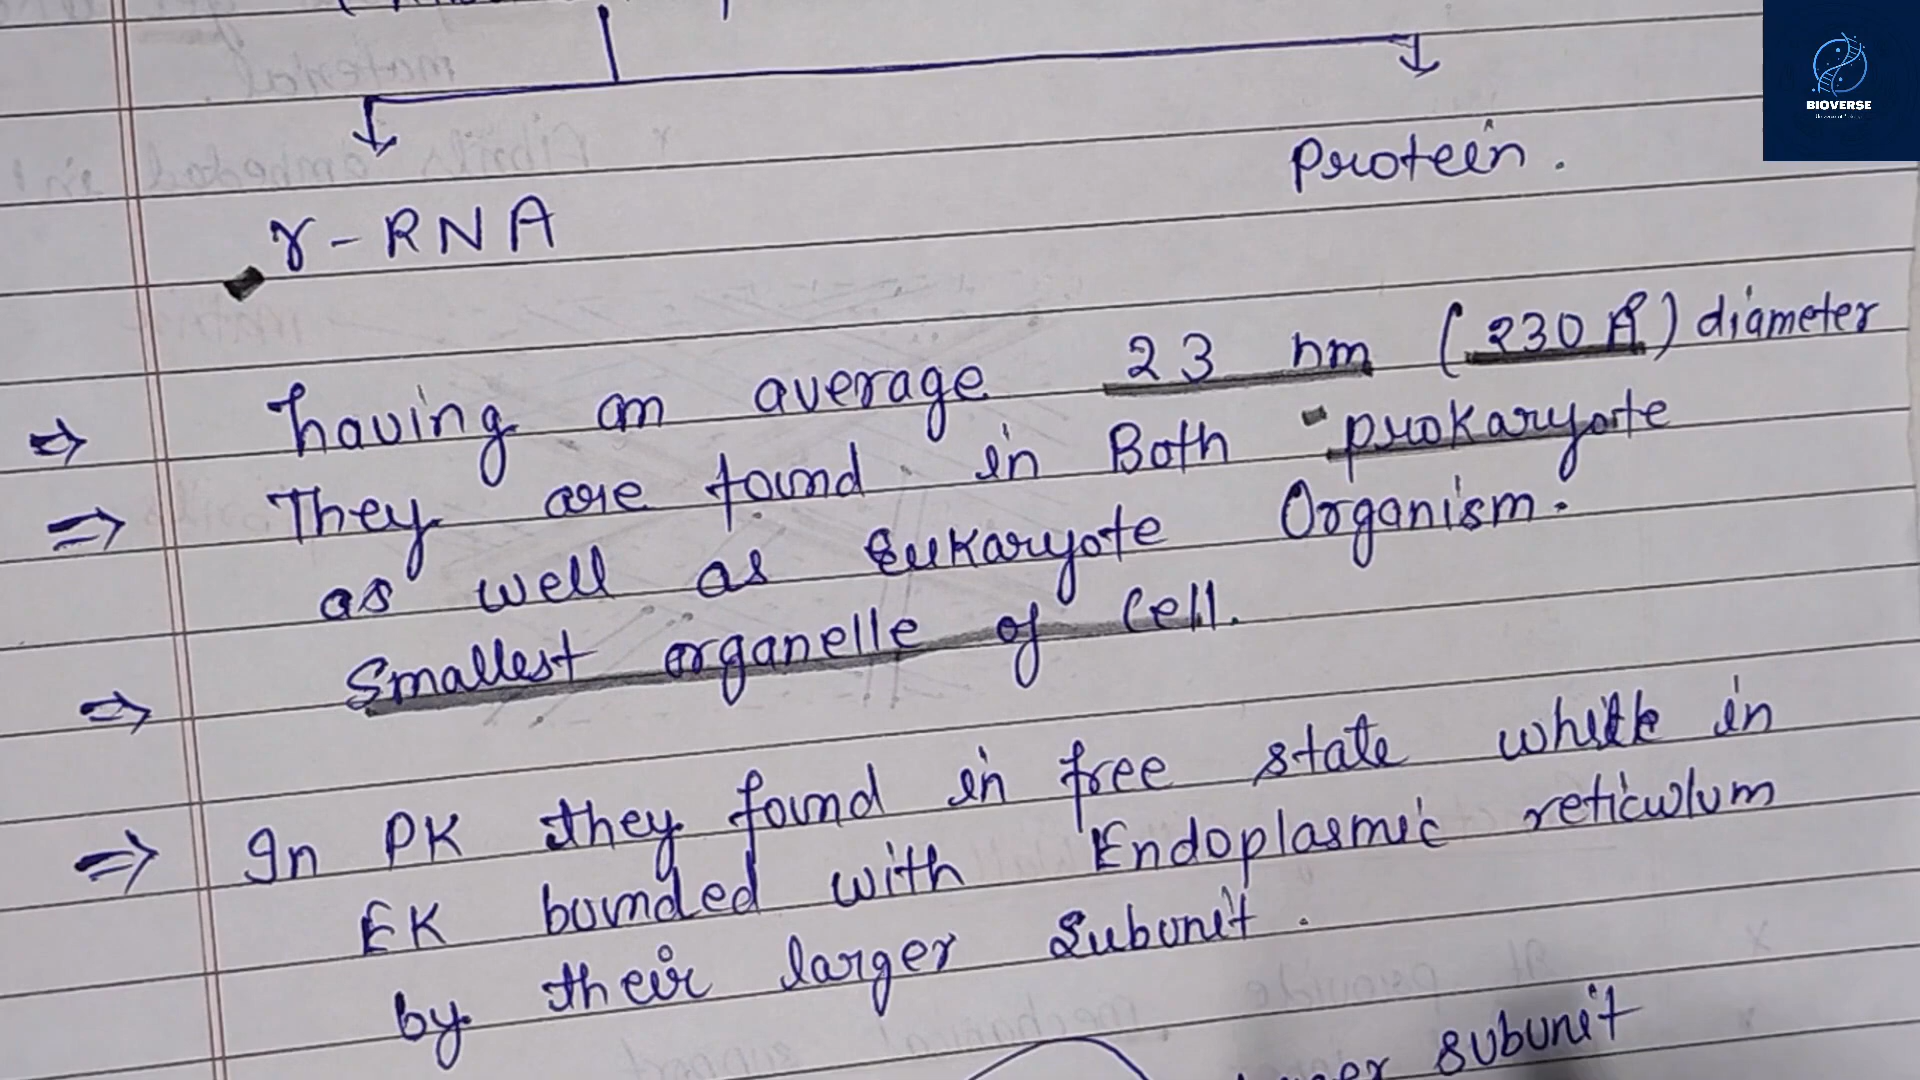 BIOVERSE
Protein.
r-RNA
⇒ having an average 23 nm (230 Å) diameter
⇒ They are found in Both prokaryote
as well as Eukaryote Organism.
⇒ Smallest organelle of Cell.
⇒ In PK they found in free state while in
EK bounded with Endoplasmic reticulum
by their larger Subunit.
subunit